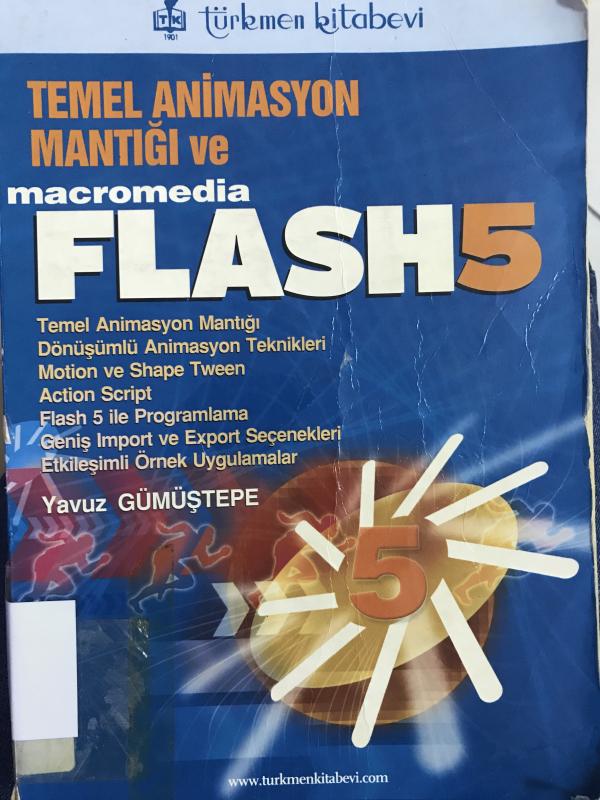 TK
1901
türkmen kitabevi
TEMEL ANİMASYON
MANTIĞI ve
macromedia
FLASH5
Temel Animasyon Mantığı
Dönüşümlü Animasyon Teknikleri
Motion ve Shape Tween
Action Script
Flash 5 ile Programlama
Geniş Import ve Export Seçenekleri
Etkileşimli Örnek Uygulamalar
Yavuz GÜMÜŞTEPE
5
www.turkmenkitabevi.com